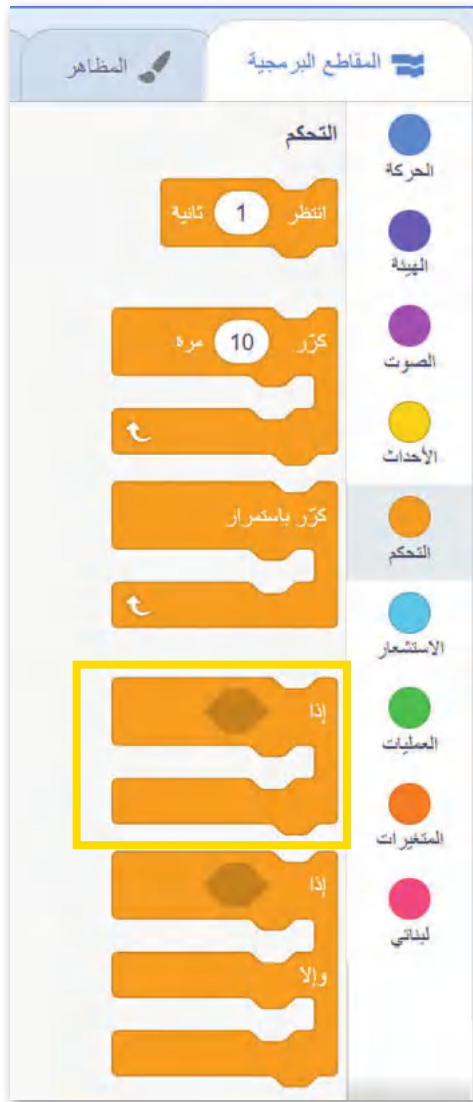 المقاطع البرمجية
المظاهر
الحركة
الهيئة
الصوت
الأحداث
التحكم
الاستشعار
العمليات
المتغيرات
لبناتي
التحكم
انتظر 1 ثانية
كرّر 10 مرة
كرّر باستمرار
إذا
إذا
وإلا